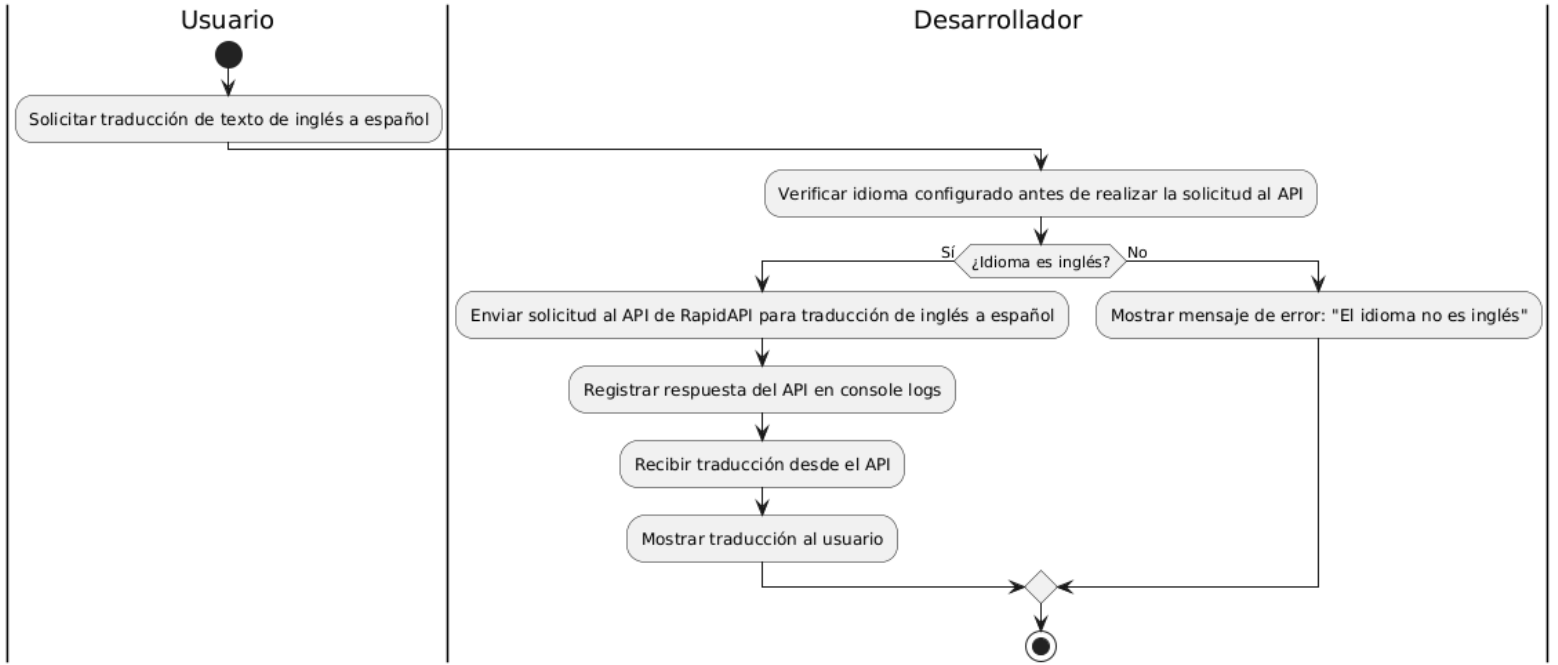 Usuario
Desarrollador
Solicitar traducción de texto de inglés a español
Verificar idioma configurado antes de realizar la solicitud al API
Sí
¿Idioma es inglés?
No
Enviar solicitud al API de RapidAPI para traducción de inglés a español
Mostrar mensaje de error: "El idioma no es inglés"
Registrar respuesta del API en console logs
Recibir traducción desde el API
Mostrar traducción al usuario